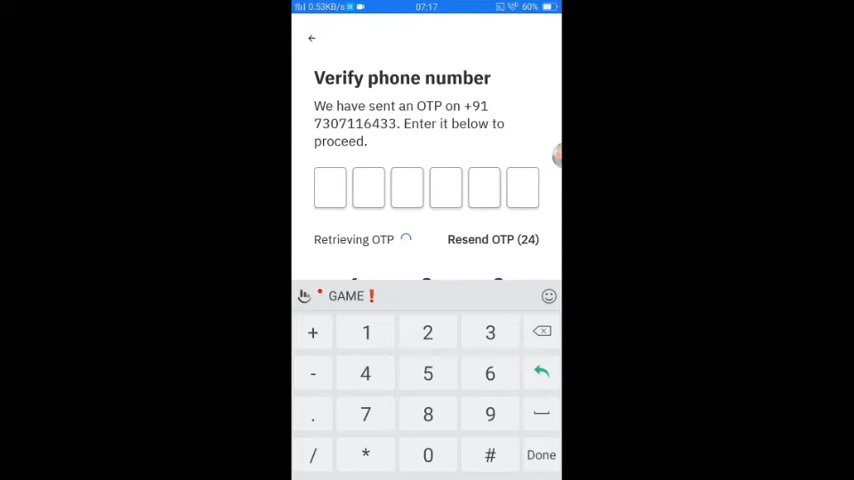 0.53KB/s 07:17 60%
Verify phone number
We have sent an OTP on +91
7307116433. Enter it below to
proceed.
Retrieving OTP Resend OTP (24)
GAME❗
+ 1 2 3
- 4 5 6
. 7 8 9
/ * 0 # Done